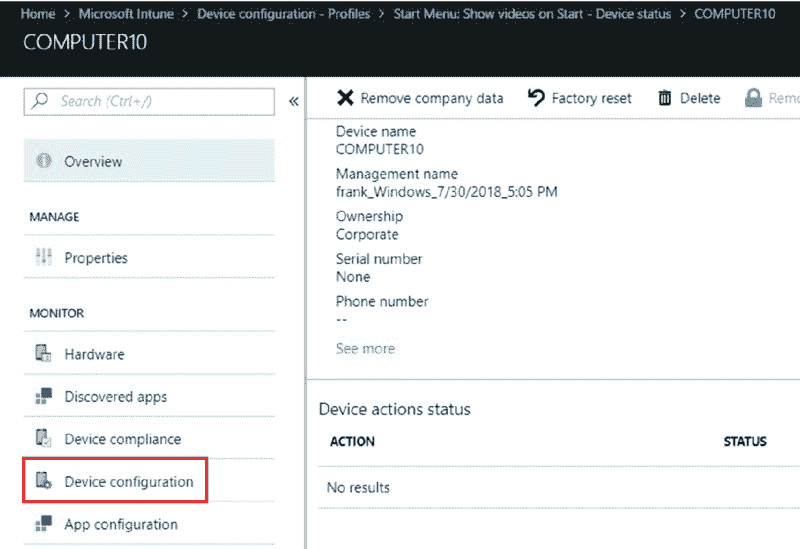 Home > Microsoft Intune > Device configuration - Profiles > Start Menu: Show videos on Start - Device status > COMPUTER10
COMPUTER10
Search (Ctrl+/)
«
Overview
MANAGE
Properties
MONITOR
Hardware
Discovered apps
Device compliance
Device configuration
App configuration
Remove company data Factory reset Delete Remo
Device name
COMPUTER10
Management name
frank_Windows_7/30/2018_5:05 PM
Ownership
Corporate
Serial number
None
Phone number
--
See more
Device actions status
ACTION STATUS
No results